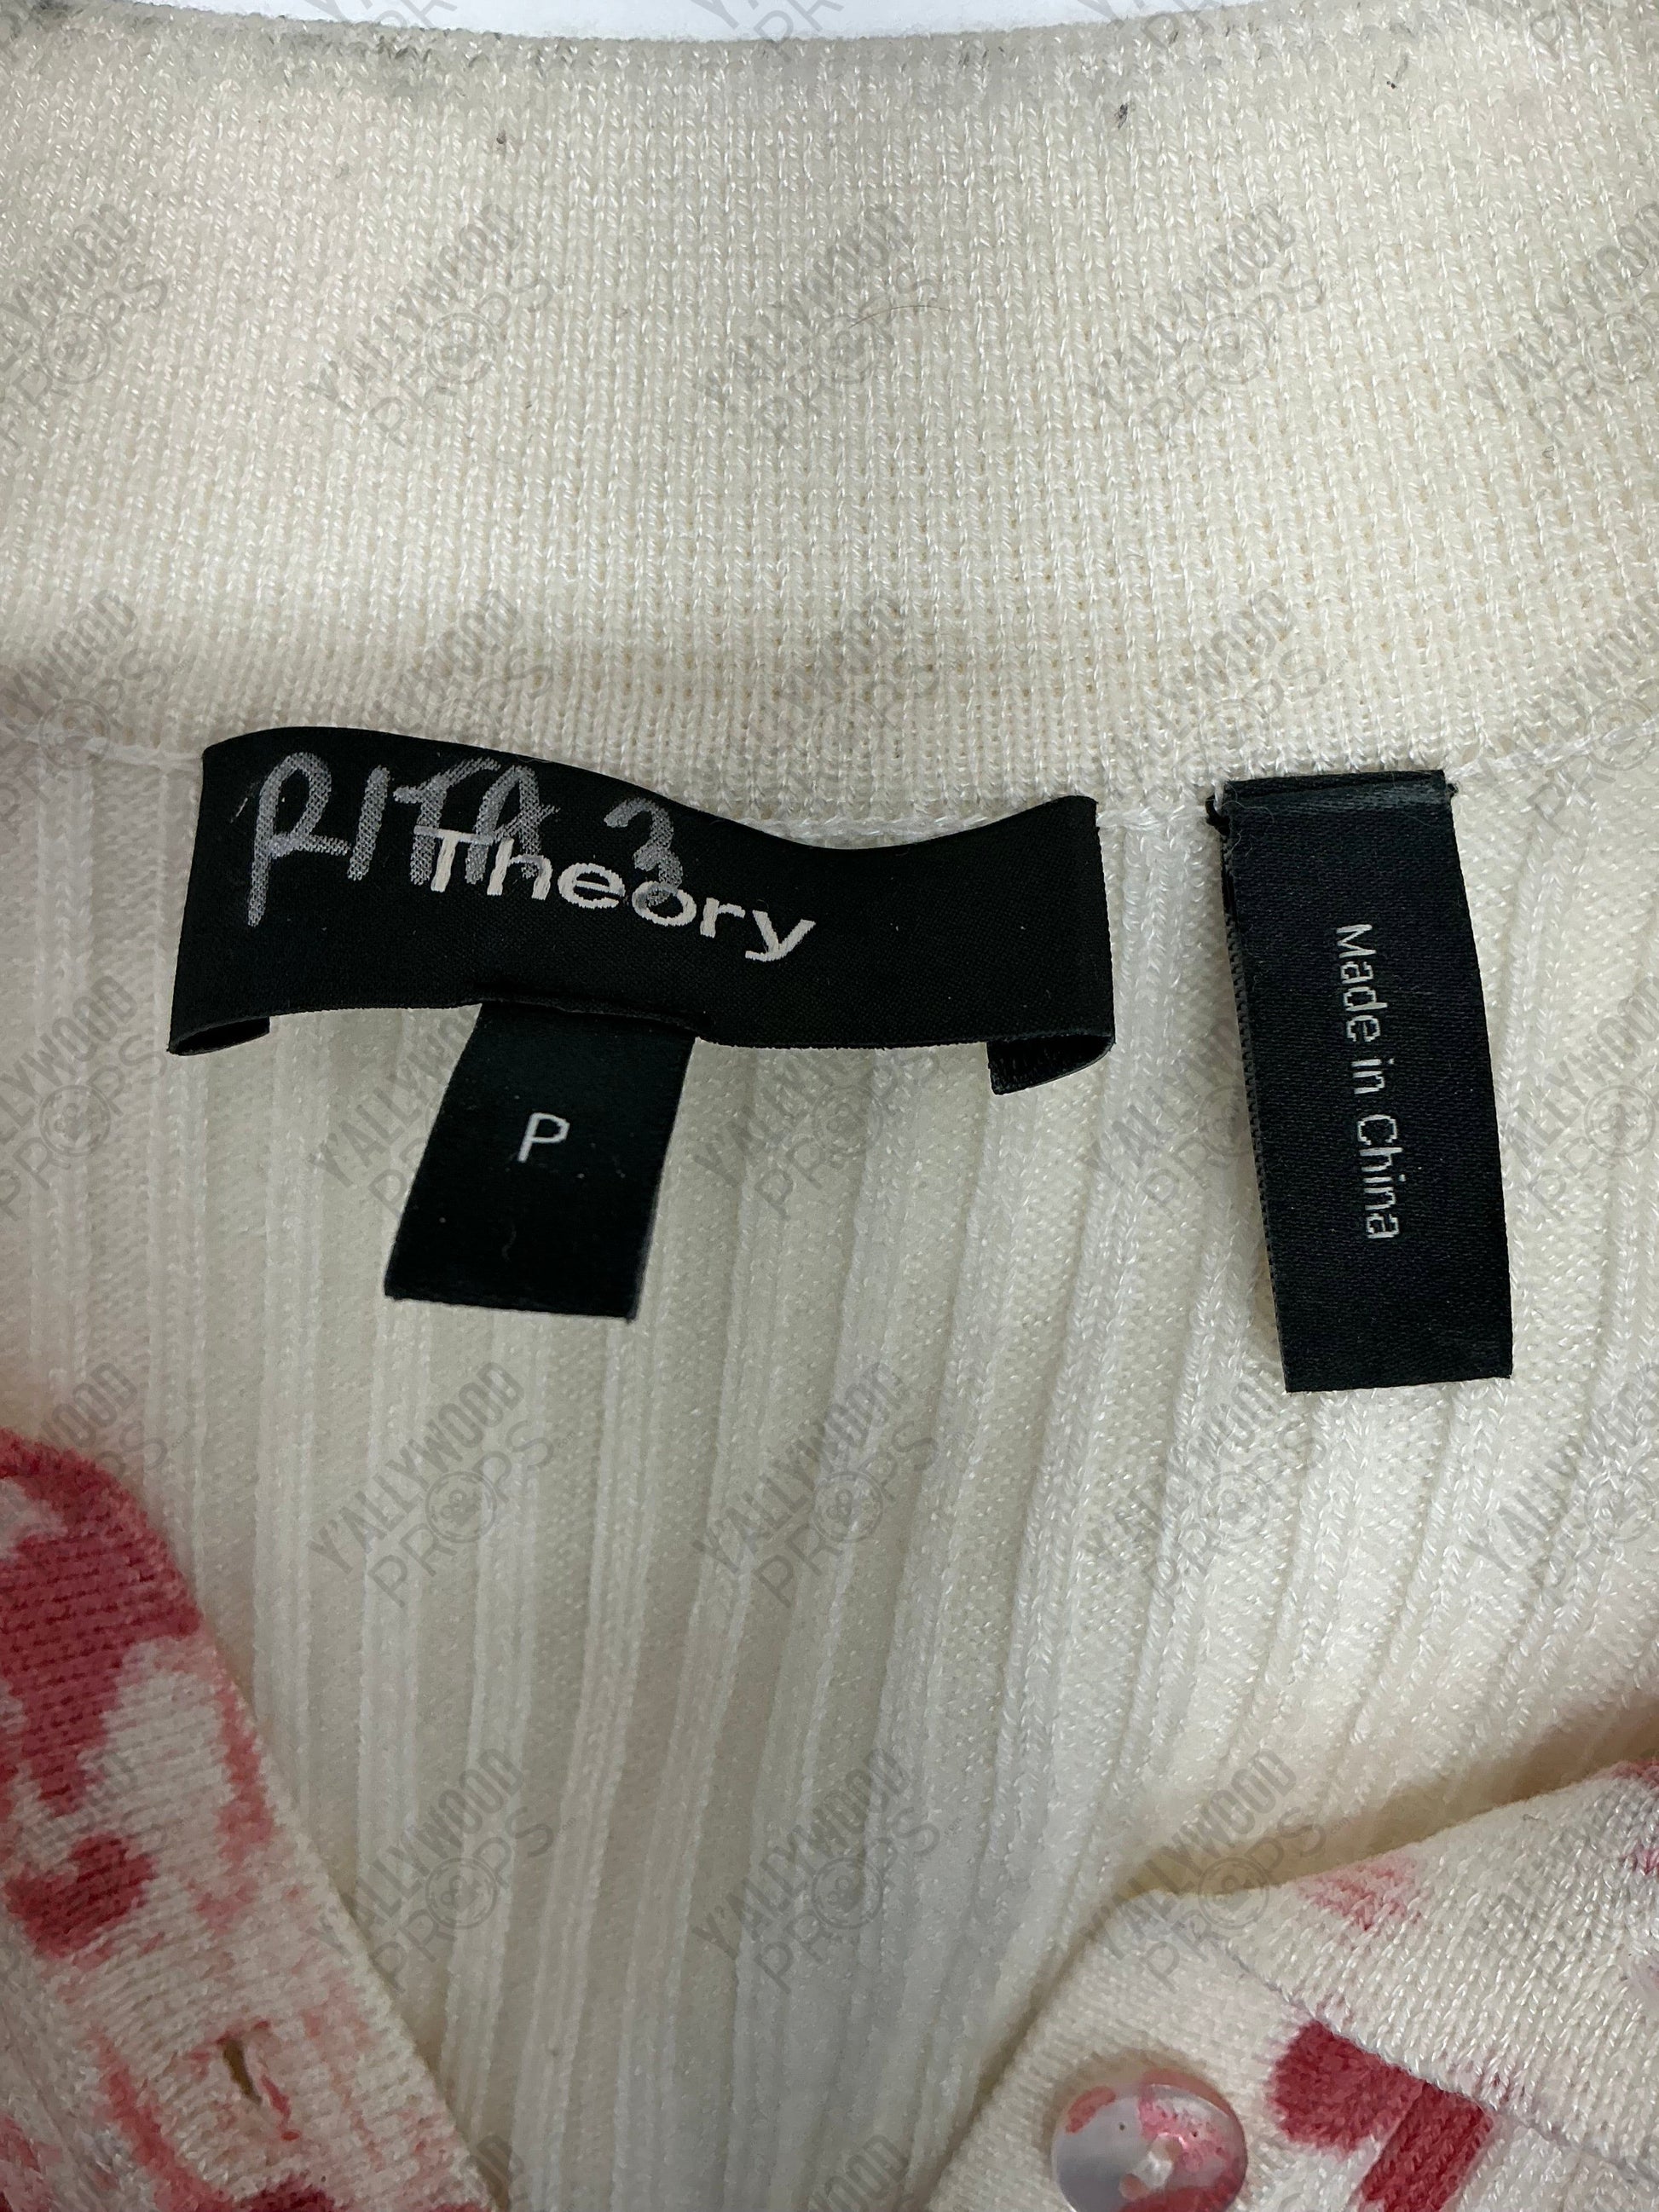 RITA 3
Theory
P
Made in China
Y'ALLYWOOD
PROPS